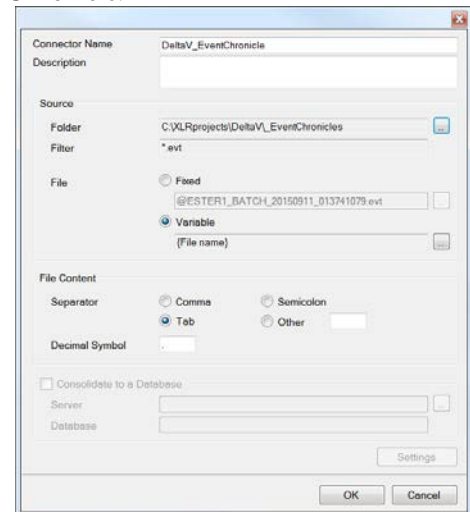 Connector Name DeltaV_EventChronicle
Description
Source
Folder C:\XLRprojects\DeltaV\_EventChronicles ...
Filter *.evt
File Fixed
@ESTER1_BATCH_20150911_013741079.evt ...
Variable
{File name} ...
File Content
Separator Comma Semicolon
Tab Other
Decimal Symbol .
Consolidate to a Database
Server ...
Database
Settings
OK Cancel